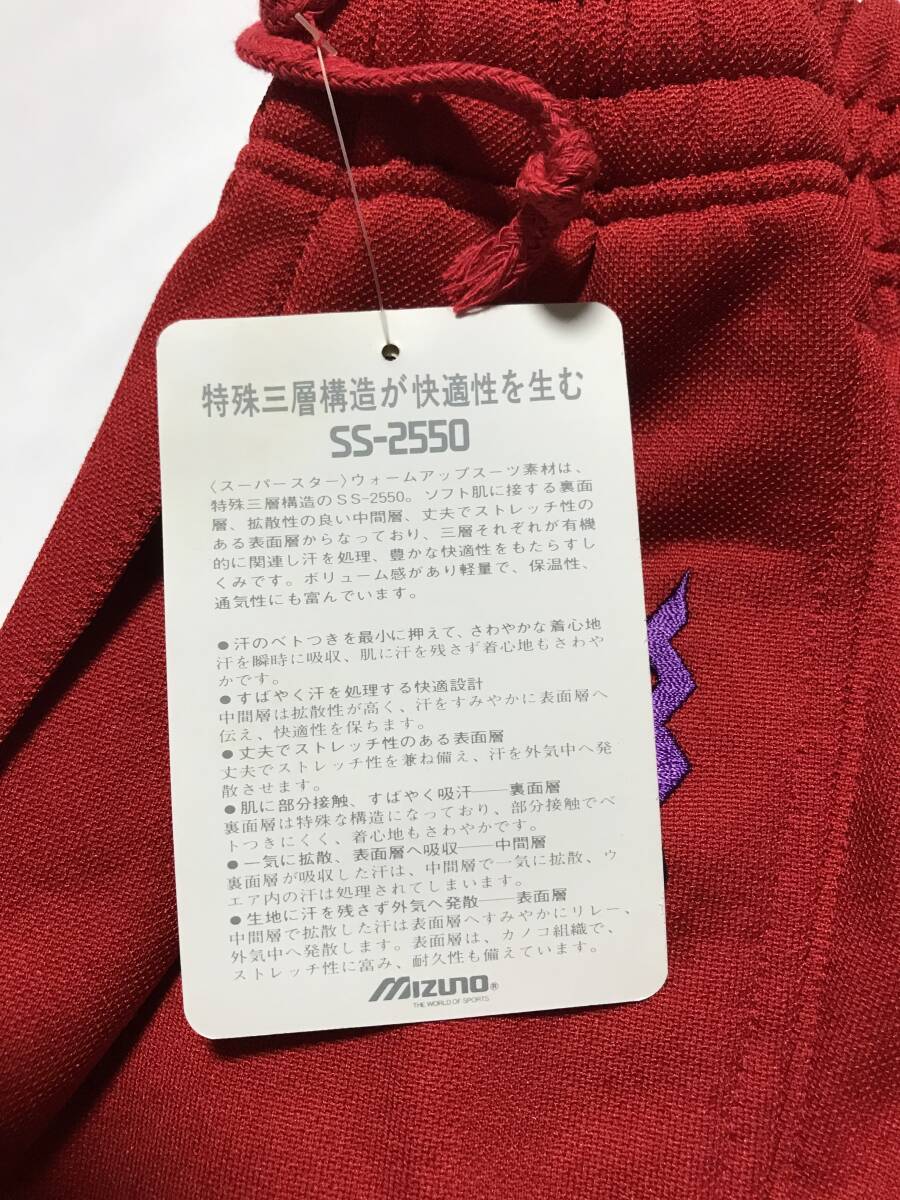 特殊三層構造が快適性を生む
SS-2550
〈スーパースター〉ウォームアップスーツ素材は、
特殊三層構造のSS-2550。ソフト肌に接する裏面
層、拡散性の良い中間層、丈夫でストレッチ性の
ある表面層からなっており、三層それぞれが有機
的に関連し汗を処理、豊かな快適性をもたらすし
くみです。ボリューム感があり軽量で、保温性、
通気性にも富んでいます。
●汗のベトつきを最小に押えて、さわやかな着心地
汗を瞬時に吸収、肌に汗を残さず着心地もさわや
かです。
●すばやく汗を処理する快適設計
中間層は拡散性が高く、汗をすみやかに表面層へ
伝え、快適性を保ちます。
●丈夫でストレッチ性のある表面層
丈夫でストレッチ性を兼ね備え、汗を外気中へ発
散させます。
●肌に部分接触、すばやく吸汗——裏面層
裏面層は特殊な構造になっており、部分接触でベ
トつきにくく、着心地もさわやかです。
●一気に拡散、表面層へ吸収——中間層
裏面層が吸収した汗は、中間層で一気に拡散、ウ
エア内の汗は処理されてしまいます。
●生地に汗を残さず外気へ発散——表面層
中間層で拡散した汗は表面層へすみやかにリレー、
外気中へ発散します。表面層は、カノコ組織で、
ストレッチ性に富み、耐久性も備えています。
MIZUNO®
THE WORLD OF SPORTS